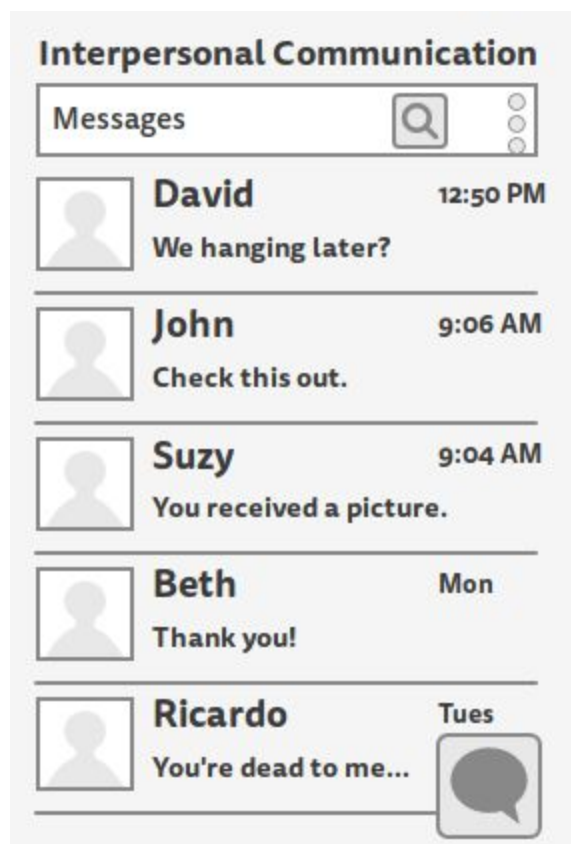 Interpersonal Communication
Messages
David 12:50 PM
We hanging later?
John 9:06 AM
Check this out.
Suzy 9:04 AM
You received a picture.
Beth Mon
Thank you!
Ricardo Tues
You're dead to me...